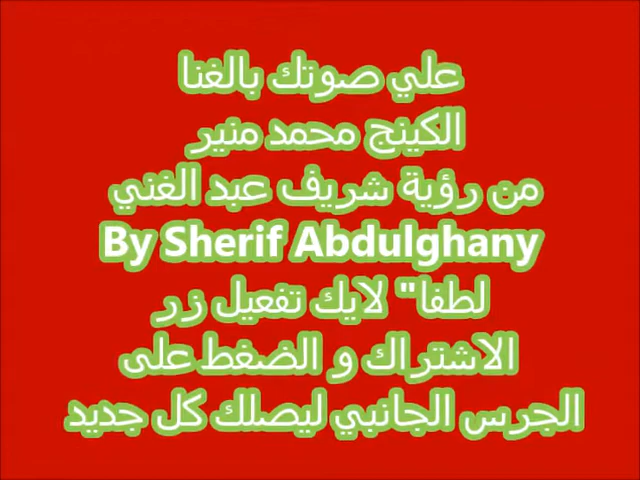 علي صوتك بالغنا
الكينج محمد منير
من رؤية شريف عبد الغني
By Sherif Abdulghany
لطفا" لايك تفعيل زر
الاشتراك و الضغط على
الجرس الجانبي ليصلك كل جديد